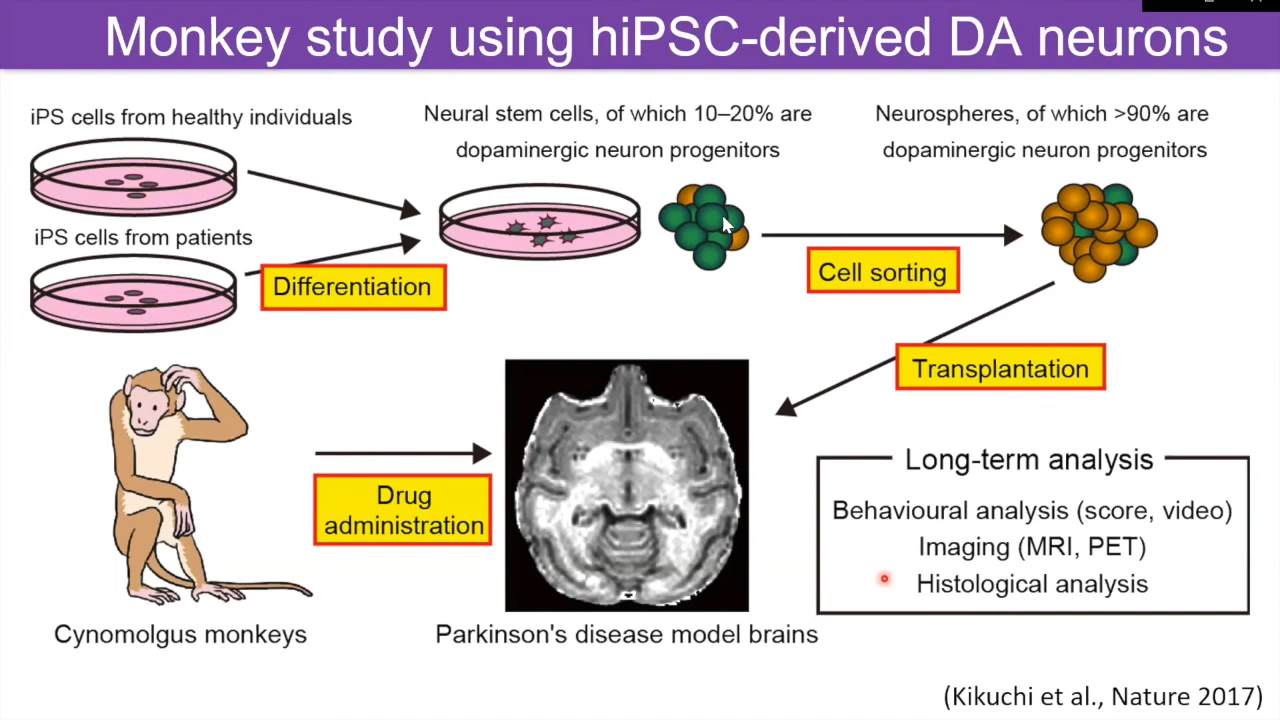 Monkey study using hiPSC-derived DA neurons
iPS cells from healthy individuals
Neural stem cells, of which 10–20% are
dopaminergic neuron progenitors
Neurospheres, of which >90% are
dopaminergic neuron progenitors
iPS cells from patients
Differentiation
Cell sorting
Transplantation
Drug
administration
Long-term analysis
Behavioural analysis (score, video)
Imaging (MRI, PET)
Histological analysis
Cynomolgus monkeys
Parkinson's disease model brains
(Kikuchi et al., Nature 2017)